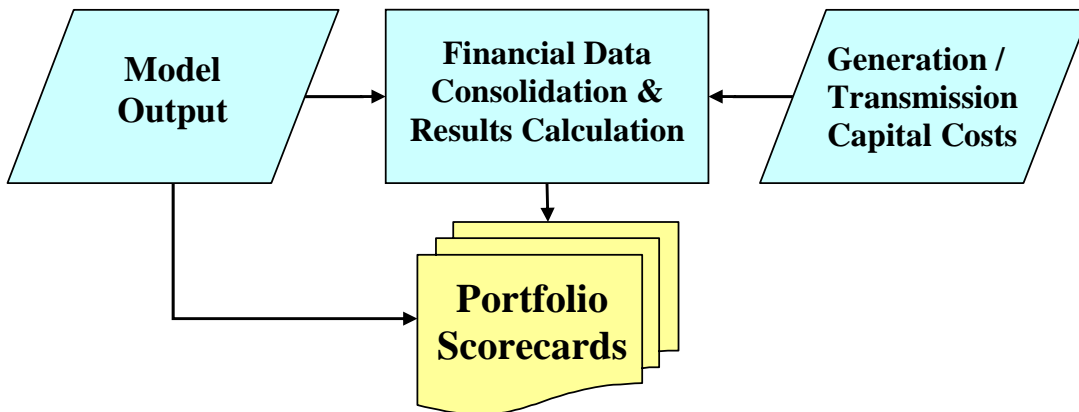 Model
Output
Financial Data
Consolidation &
Results Calculation
Generation /
Transmission
Capital Costs
Portfolio
Scorecards